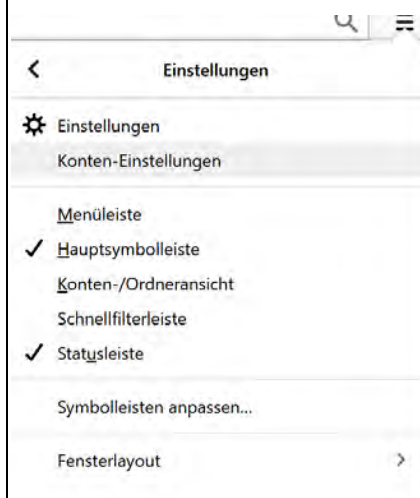 Einstellungen
Einstellungen
Konten-Einstellungen
Menüleiste
Hauptsymbolleiste
Konten-/Ordneransicht
Schnellfilterleiste
Statusleiste
Symbolleisten anpassen...
Fensterlayout